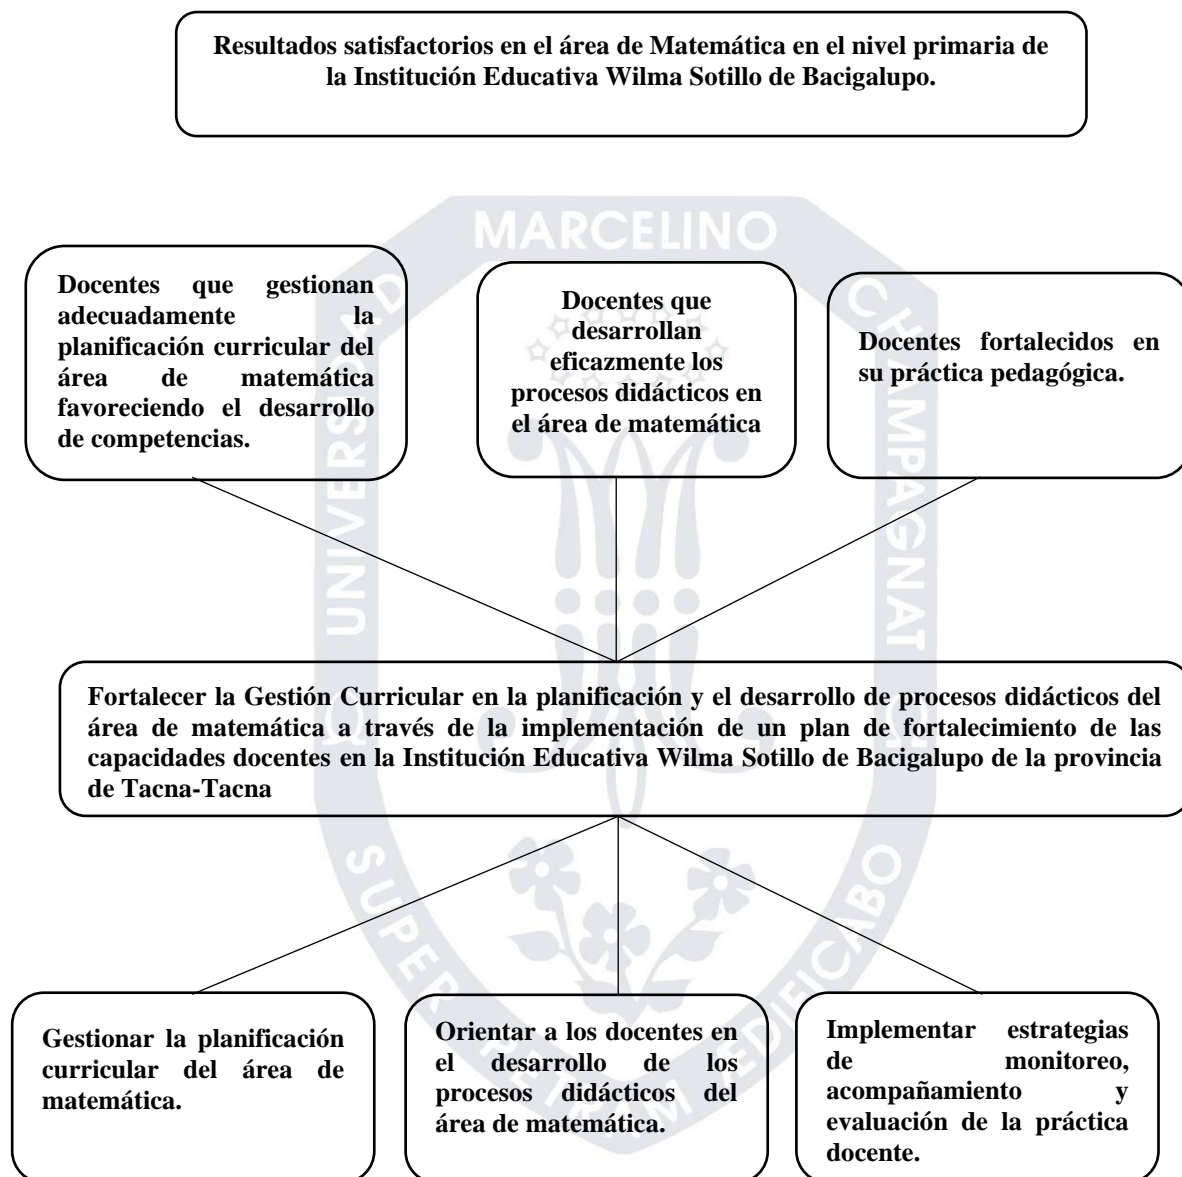 Resultados satisfactorios en el área de Matemática en el nivel primaria de
la Institución Educativa Wilma Sotillo de Bacigalupo.
UNIVERSIDAD MARCELINO CHAMPAGNAT
Docentes que gestionan
adecuadamente la
planificación curricular del
área de matemática
favoreciendo el desarrollo
de competencias.
Docentes que
desarrollan
eficazmente los
procesos didácticos en
el área de matemática
Docentes fortalecidos en
su práctica pedagógica.
Fortalecer la Gestión Curricular en la planificación y el desarrollo de procesos didácticos del
área de matemática a través de la implementación de un plan de fortalecimiento de las
capacidades docentes en la Institución Educativa Wilma Sotillo de Bacigalupo de la provincia
de Tacna-Tacna
SUPER PETRAM ÆDIFICABO
Gestionar la planificación
curricular del área de
matemática.
Orientar a los docentes en
el desarrollo de los
procesos didácticos del
área de matemática.
Implementar estrategias
de monitoreo,
acompañamiento y
evaluación de la práctica
docente.